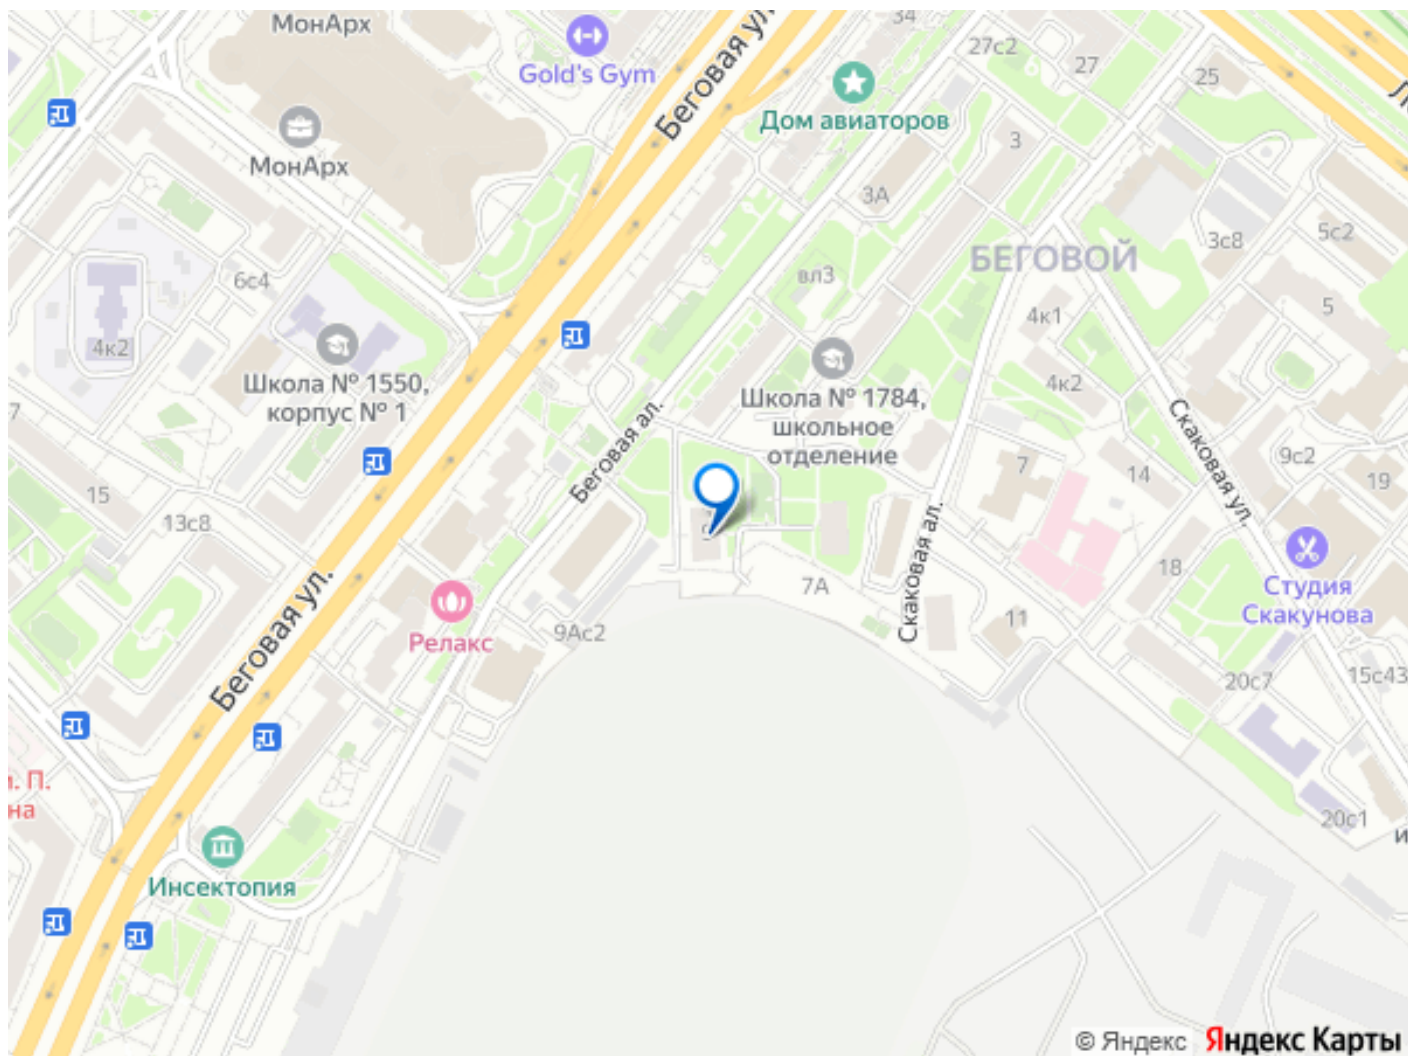 МонАрх
Gold's Gym
Беговая ул.
34
27с2
27
25
Дом авиаторов
МонАрх
3
3А
БЕГОВОЙ
3с8
5с2
6с4
вл3
5
4к1
4к2
Школа № 1550,
корпус № 1
Школа № 1784,
школьное
отделение
4к2
Беговая ал.
Скаковая ул.
7
14
9с2
19
15
13с8
7
Скаковая ал.
18
7А
Студия
Скакунова
Релакс
9Ас2
11
Беговая ул.
20с7
15с43
п. П.
на
20с1
и
Инсектопия
© Яндекс
Яндекс Карты